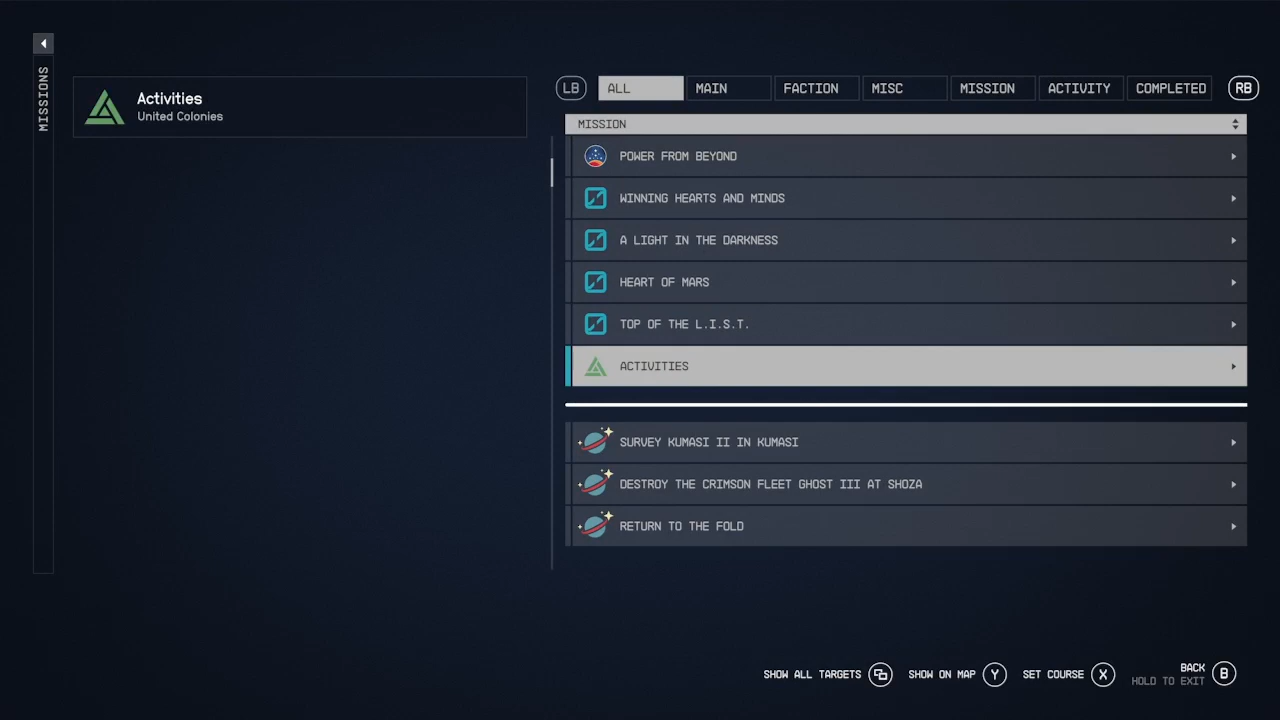 MISSIONS
Activities
United Colonies
LB ALL MAIN FACTION MISC MISSION ACTIVITY COMPLETED RB
MISSION
POWER FROM BEYOND
WINNING HEARTS AND MINDS
A LIGHT IN THE DARKNESS
HEART OF MARS
TOP OF THE L.I.S.T.
ACTIVITIES
SURVEY KUMASI II IN KUMASI
DESTROY THE CRIMSON FLEET GHOST III AT SHOZA
RETURN TO THE FOLD
SHOW ALL TARGETS SHOW ON MAP Y SET COURSE X BACK B
HOLD TO EXIT